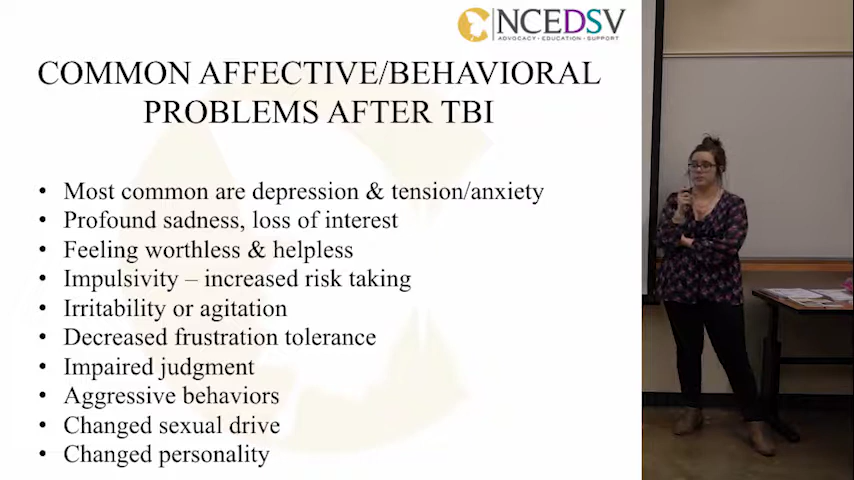 NCEDSV
ADVOCACY • EDUCATION • SUPPORT
COMMON AFFECTIVE/BEHAVIORAL
PROBLEMS AFTER TBI
• Most common are depression & tension/anxiety
• Profound sadness, loss of interest
• Feeling worthless & helpless
• Impulsivity – increased risk taking
• Irritability or agitation
• Decreased frustration tolerance
• Impaired judgment
• Aggressive behaviors
• Changed sexual drive
• Changed personality